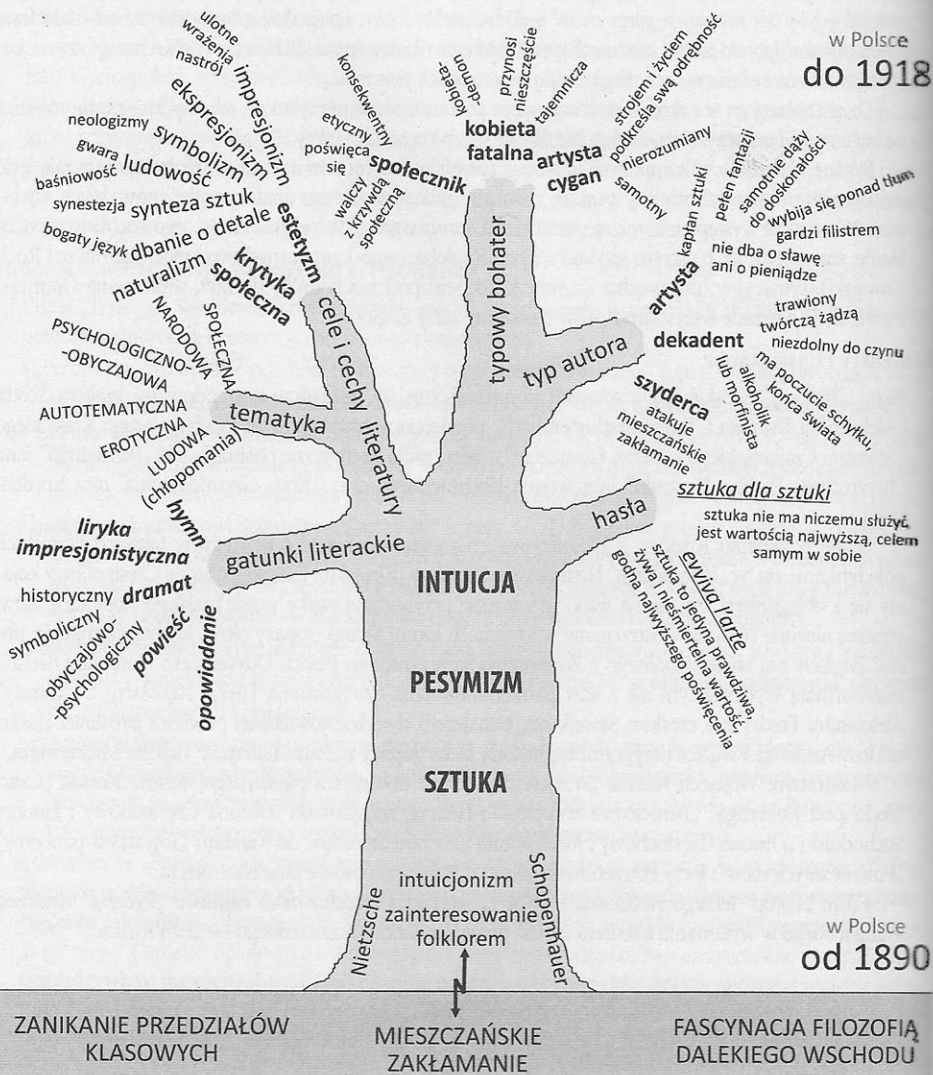 w Polsce
do 1918
ulotne
wrażenia
nastrój
impresjonizm
ekspresjonizm
neologizmy
symbolizm
gwara
baśniowość
ludowość
synestezja
synteza sztuk
bogaty język
dbanie o detale
estetyzm
naturalizm
krytyka
społeczna
cele i cechy literatury
konserwatywny
etyczny
poświęca
się
walczy
z krzywdą
społeczną
społecznik
kobieta-
demon
przynosi
nieszczęście
tajemnicza
kobieta
fatalna
artysta
cygan
strojem i życiem
podkreśla swą odrębność
nierozumiany
samotny
typowy bohater
typ autora
artysta
kapłan sztuki
pełen fantazji
samotnie dąży
do doskonałości
wybija się ponad tłum
gardzi filistrem
nie dba o sławę
ani o pieniądze
dekadent
trawiony
twórczą żądzą
niezdolny do czynu
ma poczucie schyłku,
końca świata
alkoholik
lub morfinista
szyderca
atakuje
mieszczańskie
zakłamanie
hasła
sztuka dla sztuki
sztuka nie ma niczemu służyć,
jest wartością najwyższą, celem
samym w sobie
evviva l'arte
sztuka to jedyna prawdziwa,
żywa i nieśmiertelna wartość,
godna najwyższego poświęcenia
tematyka
SPOŁECZNA
NARODOWA
PSYCHOLOGICZNO-
-OBYCZAJOWA
AUTOTEMATYCZNA
EROTYCZNA
LUDOWA
(chłopomania)
gatunki literackie
hymn
liryka
impresjonistyczna
dramat
historyczny
symboliczny
powieść
obyczajowo-
-psychologiczny
opowiadanie
INTUICJA
PESYMIZM
SZTUKA
Nietzsche
intuicjonizm
zainteresowanie
folklorem
Schopenhauer
w Polsce
od 1890
ZANIKANIE PRZEDZIAŁÓW
KLASOWYCH
MIESZCZAŃSKIE
ZAKŁAMANIE
FASCYNACJA FILOZOFIĄ
DALEKIEGO WSCHODU